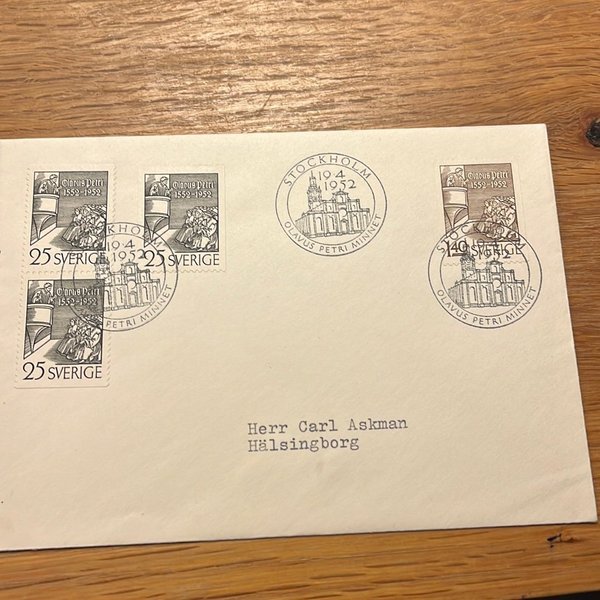 Olavus Petri
1552-1952
25 SVERIGE
Olavus Petri
1552-1952
25 SVERIGE
Olavus Petri
1552-1952
25 SVERIGE
STOCKHOLM
19·4
1952
OLAVUS PETRI MINNET
STOCKHOLM
19·4
1952
OLAVUS PETRI MINNET
Olavus Petri
1552-1952
1.40 SVERIGE
STOCKHOLM
1952
OLAVUS PETRI MINNET
Herr Carl Askman
Hälsingborg